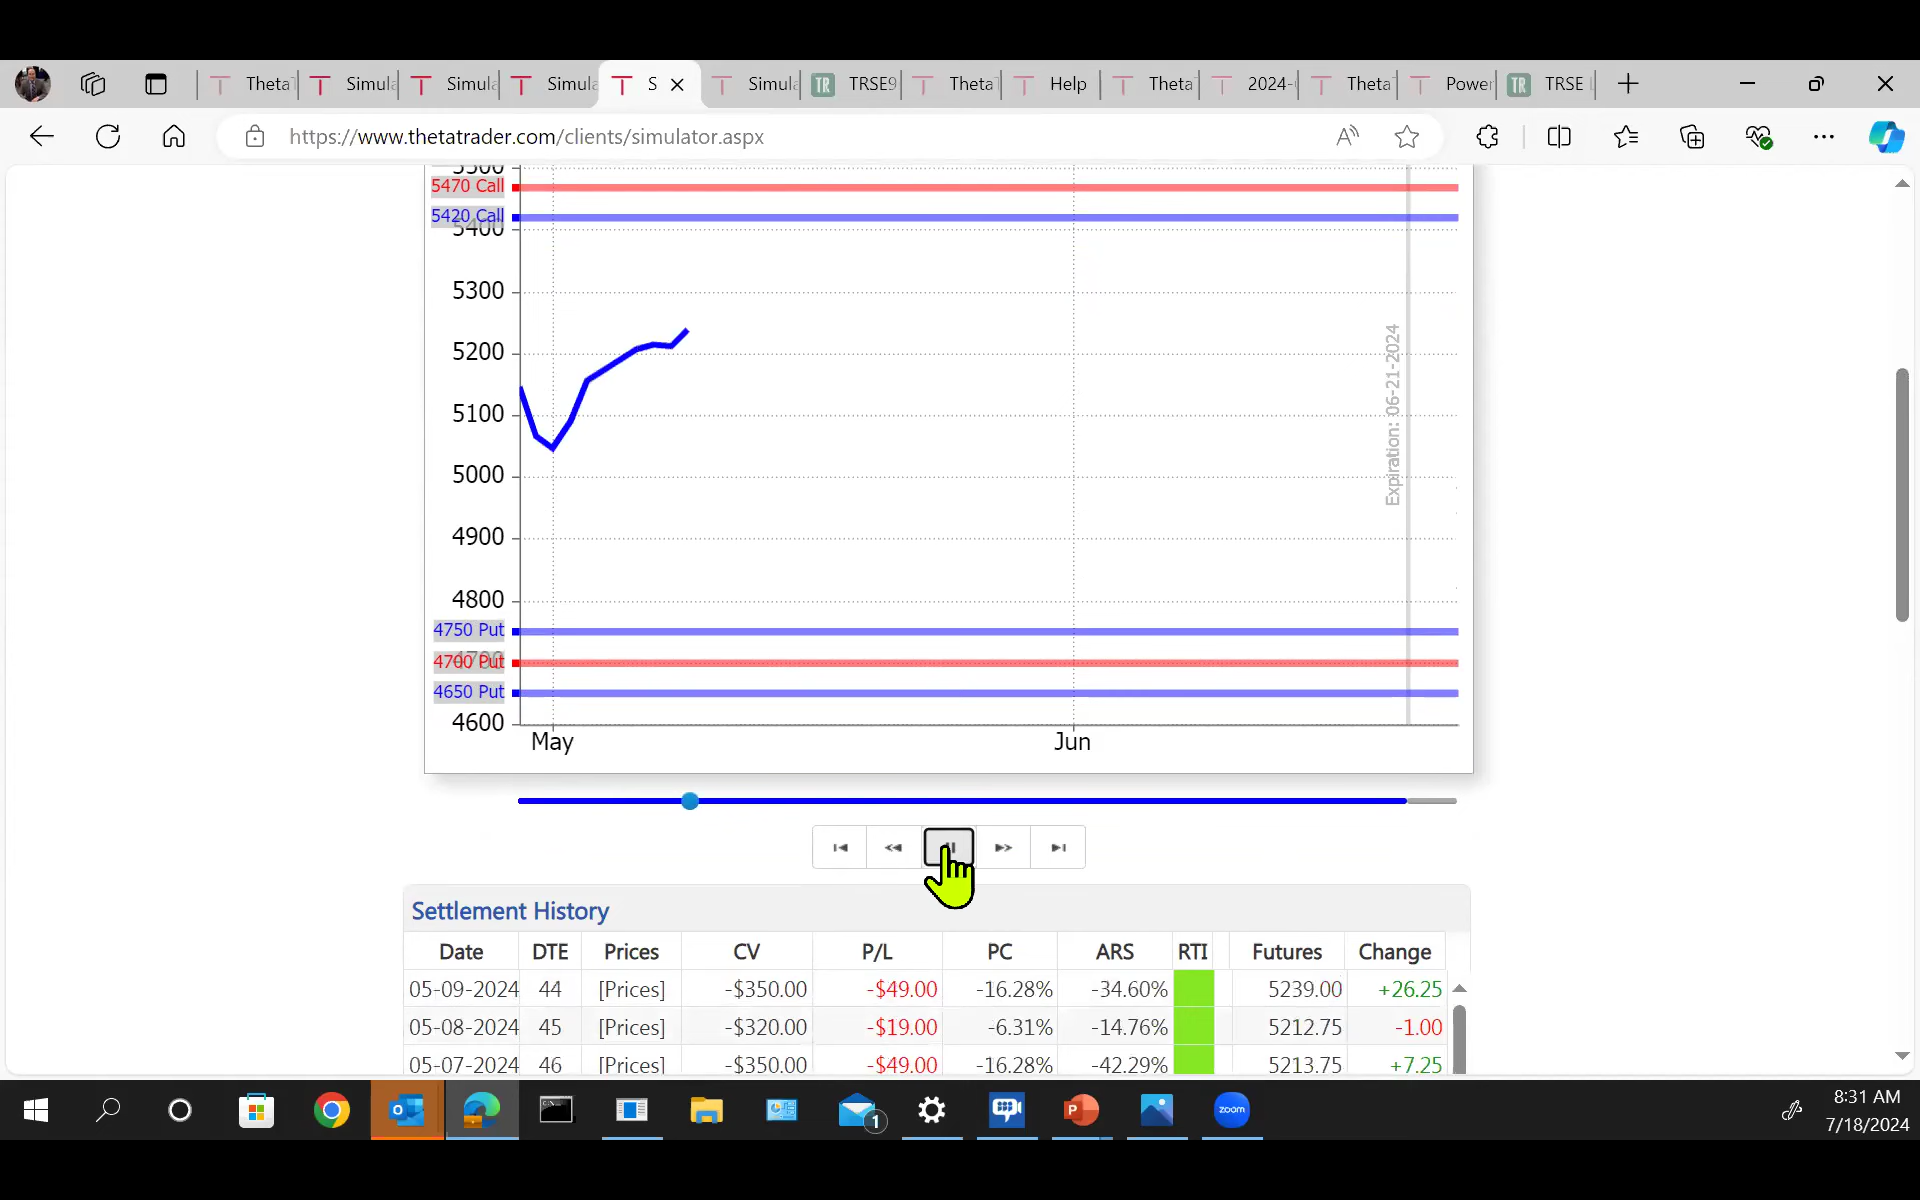 Theta Simula Simula Simula S Simula TRSE9 Theta Help Theta 2024- Theta Power TRSE
https://www.thetatrader.com/clients/simulator.aspx
5500
5470 Call
5420 Call
5400
5300
5200
5100
5000
4900
4800
4750 Put
4700 Put
4650 Put
4600
Expiration: 06-21-2024
May Jun
Settlement History
Date DTE Prices CV P/L PC ARS RTI Futures Change
05-09-2024 44 [Prices] -$350.00 -$49.00 -16.28% -34.60% 5239.00 +26.25
05-08-2024 45 [Prices] -$320.00 -$19.00 -6.31% -14.76% 5212.75 -1.00
05-07-2024 46 [Prices] -$350.00 -$49.00 -16.28% -42.29% 5213.75 +7.25
1
zoom
8:31 AM
7/18/2024